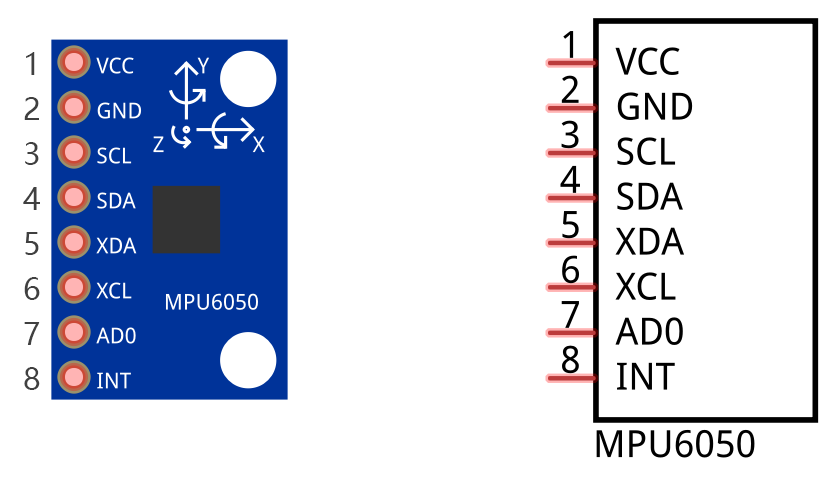 1 VCC
2 GND
3 SCL
4 SDA
5 XDA
6 XCL
7 AD0
8 INT
Y
Z
X
MPU6050
1 VCC
2 GND
3 SCL
4 SDA
5 XDA
6 XCL
7 AD0
8 INT
MPU6050